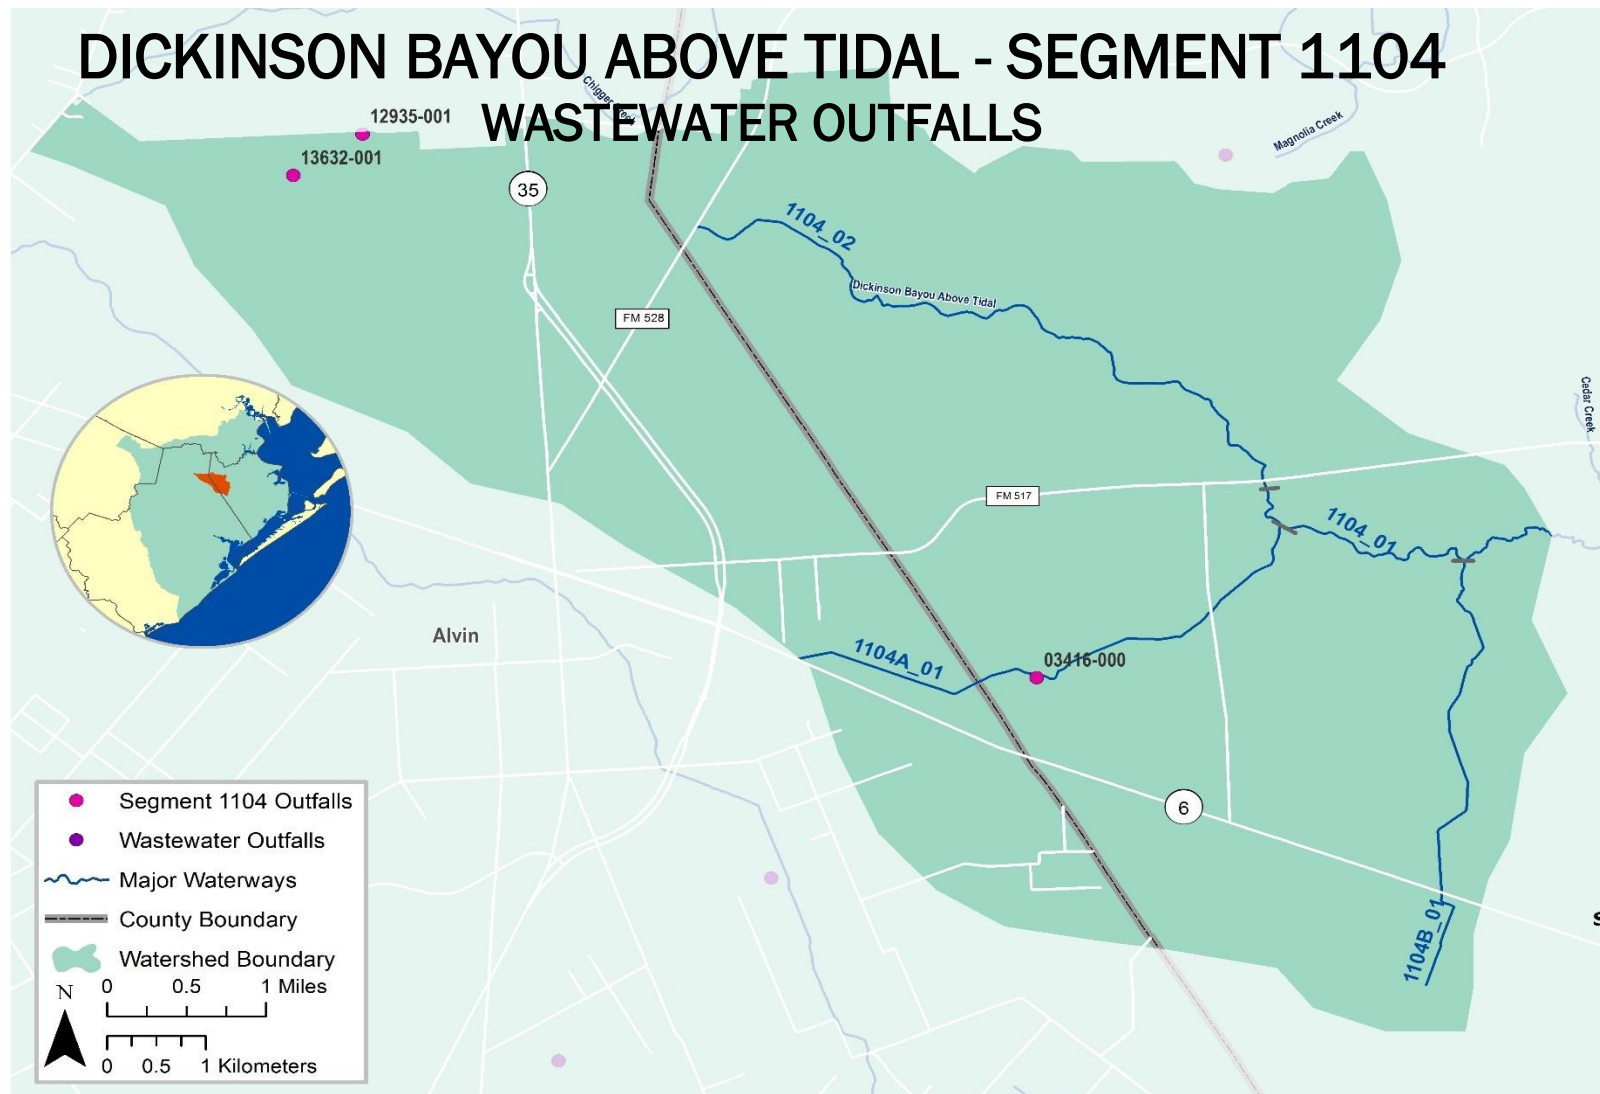 DICKINSON BAYOU ABOVE TIDAL - SEGMENT 1104
WASTEWATER OUTFALLS
12935-001
13632-001
Magnolia Creek
35
1104_02
Dickinson Bayou Above Tidal
FM 528
Cedar Creek
FM 517
1104_01
Alvin
1104A_01
03416-000
6
1104B_01
Segment 1104 Outfalls
Wastewater Outfalls
Major Waterways
County Boundary
Watershed Boundary
N
0 0.5 1 Miles
0 0.5 1 Kilometers